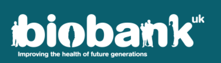 biobank uk
Improving the health of future generations